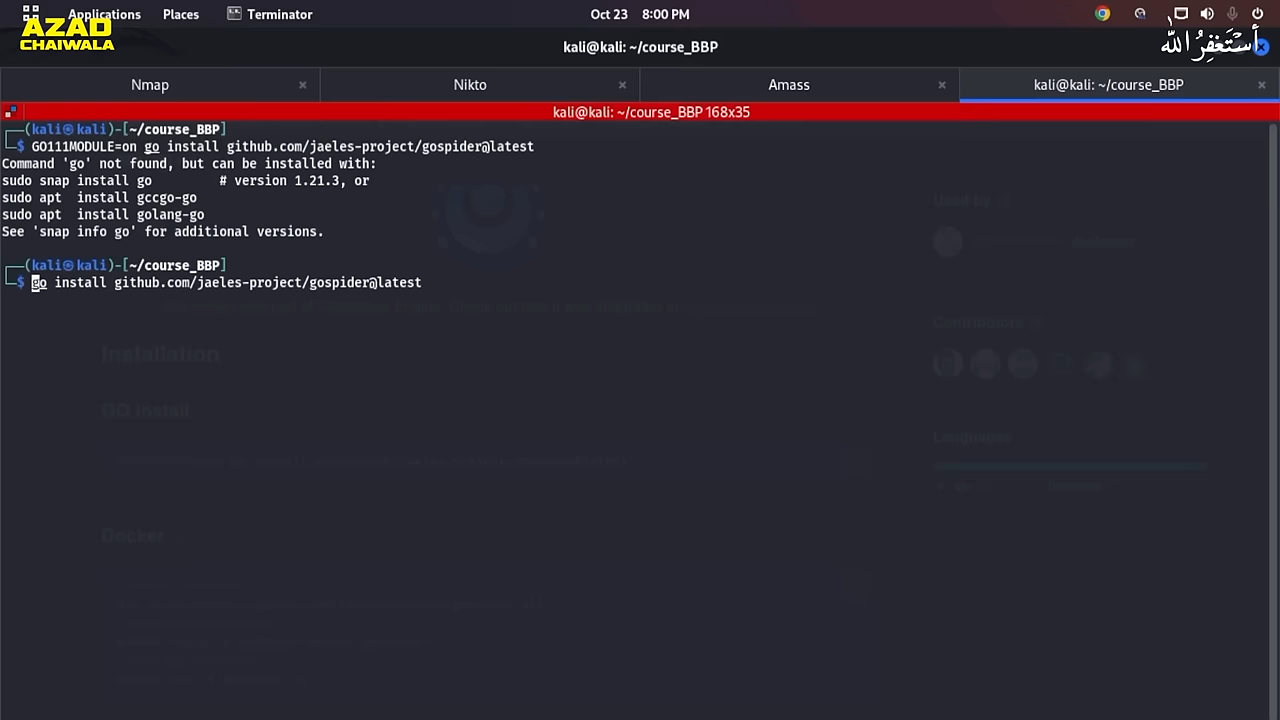 Applications Places Terminator Oct 23 8:00 PM
AZAD
CHAIWALA
kali@kali: ~/course_BBP
أستغفر الله
Nmap × Nikto × Amass × kali@kali: ~/course_BBP ×
kali@kali: ~/course_BBP 168x35
┌──(kali㉿kali)-[~/course_BBP]
└─$ GO111MODULE=on go install github.com/jaeles-project/gospider@latest
Command 'go' not found, but can be installed with:
sudo snap install go         # version 1.21.3, or
sudo apt  install gccgo-go
sudo apt  install golang-go
See 'snap info go' for additional versions.
┌──(kali㉿kali)-[~/course_BBP]
└─$ go install github.com/jaeles-project/gospider@latest
Used by
Installation
Contributors
GO install
Languages
Docker